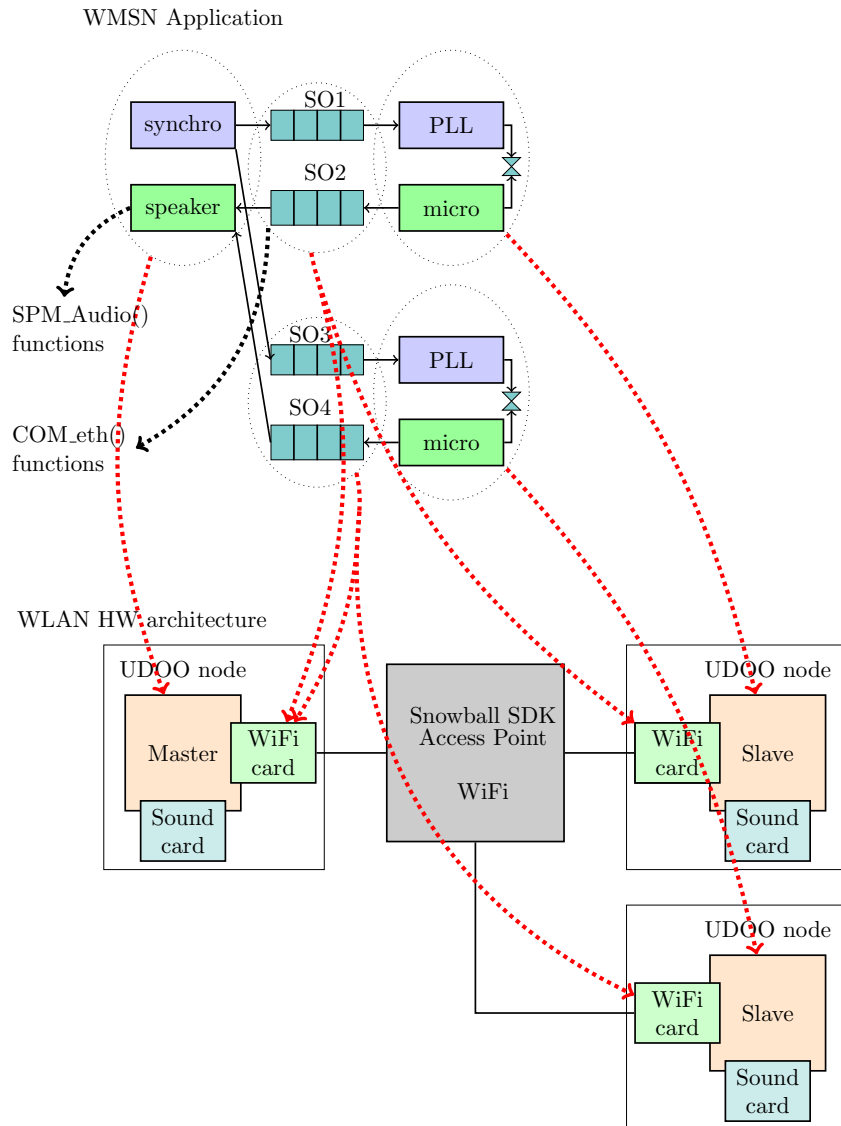 WMSN Application
SO1
synchro
PLL
SO2
speaker
micro
SPM_Audio()
functions
SO3
PLL
SO4
micro
COM_eth()
functions
WLAN HW architecture
UDOO node
Master
WiFi
card
Sound
card
Snowball SDK
Access Point
WiFi
UDOO node
WiFi
card
Slave
Sound
card
UDOO node
WiFi
card
Slave
Sound
card